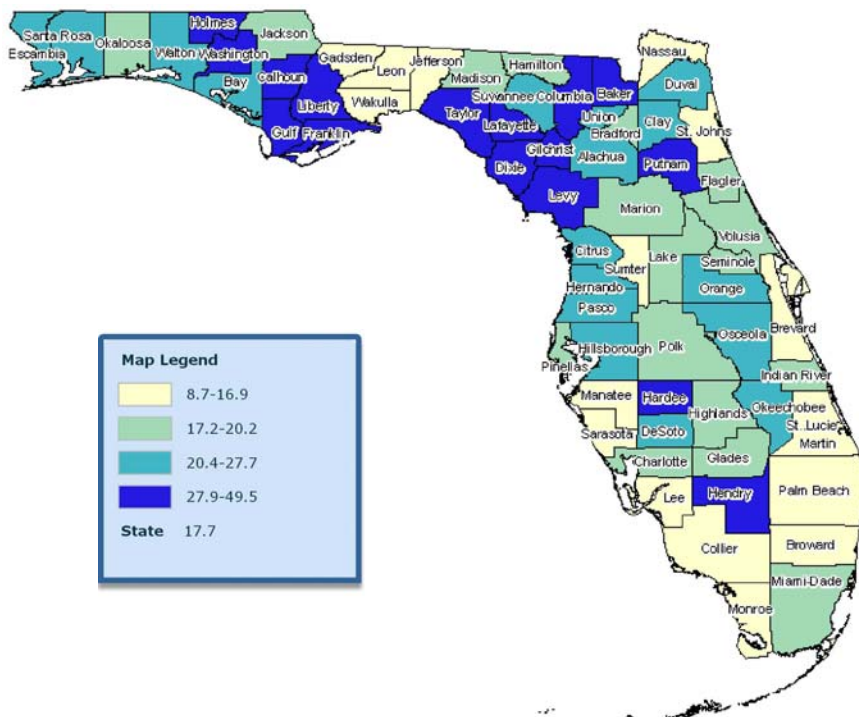 Holmes
Jackson
Santa Rosa
Okaloosa
Walton
Washington
Escambia
Bay
Calhoun
Gadsden
Leon
Jefferson
Madison
Hamilton
Nassau
Liberty
Wakulla
Gulf
Franklin
Taylor
Suwannee
Columbia
Baker
Duval
Lafayette
Union
Bradford
Clay
St. Johns
Gilchrist
Alachua
Putnam
Dixie
Flagler
Levy
Marion
Volusia
Citrus
Sumter
Lake
Seminole
Hernando
Orange
Pasco
Brevard
Osceola
Hillsborough
Polk
Pinellas
Indian River
Manatee
Hardee
Highlands
Okeechobee
St. Lucie
Sarasota
DeSoto
Martin
Charlotte
Glades
Lee
Hendry
Palm Beach
Collier
Broward
Miami-Dade
Monroe
Map Legend
8.7-16.9
17.2-20.2
20.4-27.7
27.9-49.5
State 17.7